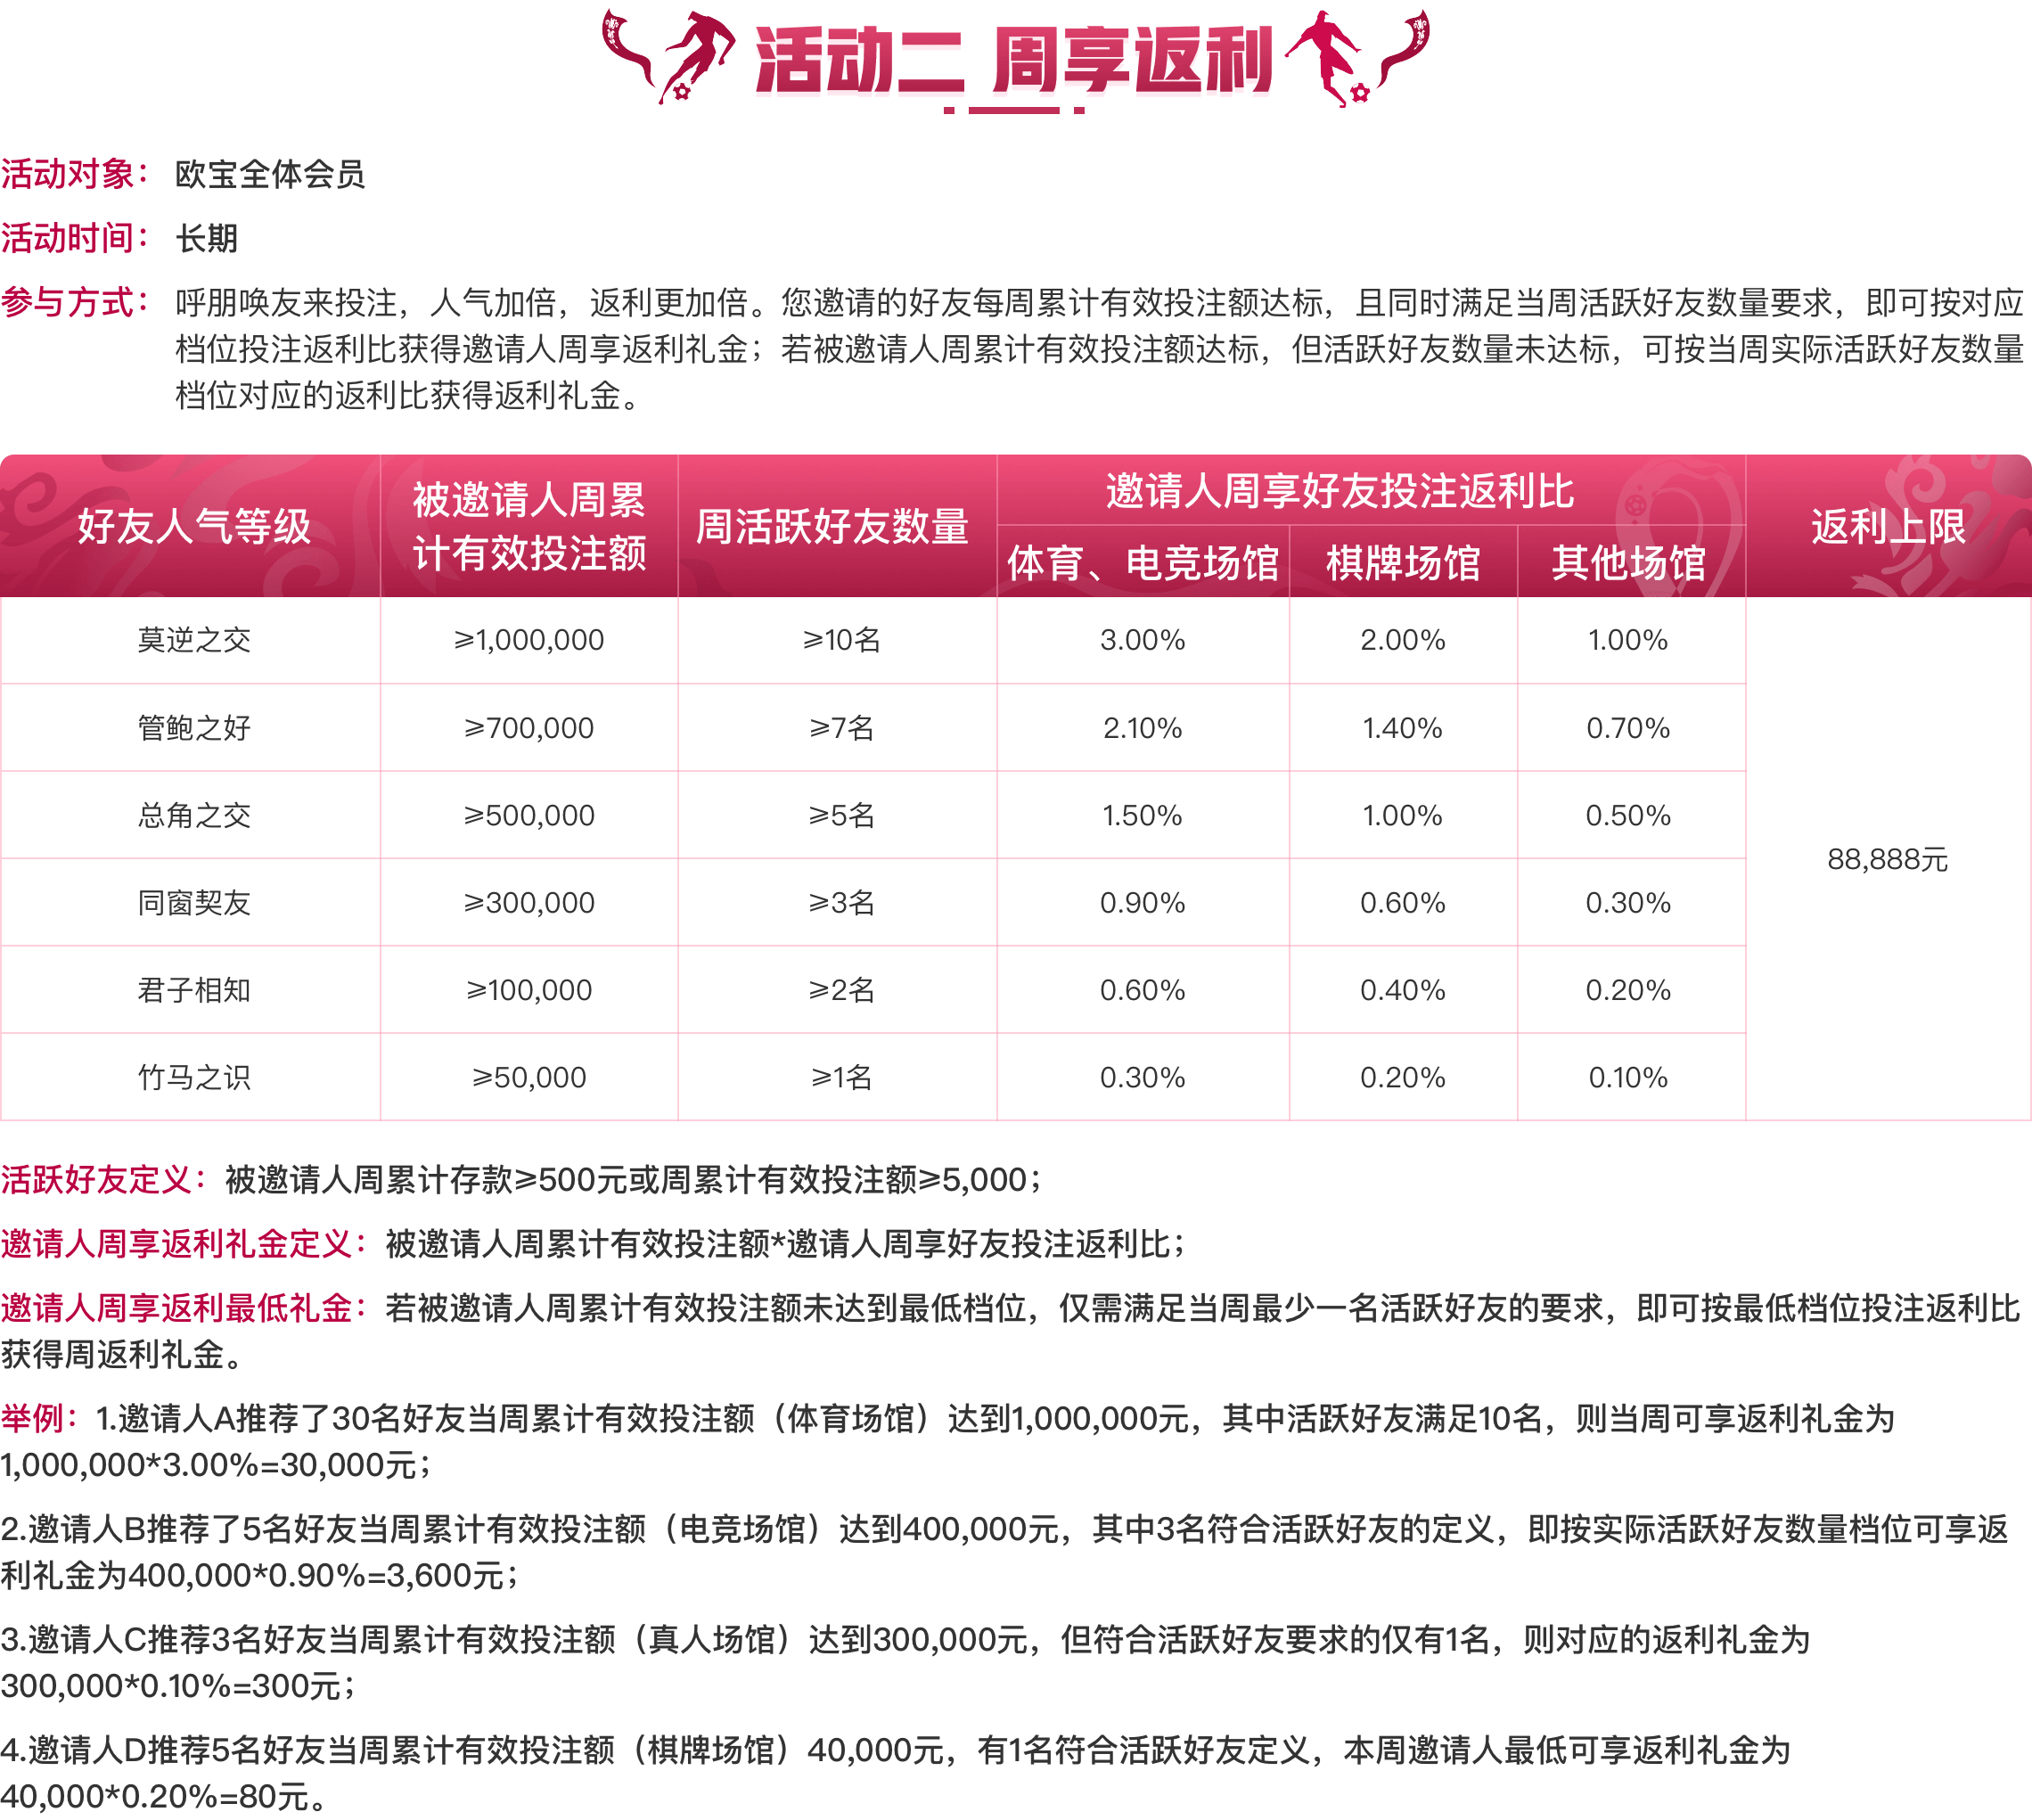 活动二 周享返利
活动对象： 欧宝全体会员
活动时间： 长期
参与方式： 呼朋唤友来投注，人气加倍，返利更加倍。您邀请的好友每周累计有效投注额达标，且同时满足当周活跃好友数量要求，即可按对应
档位投注返利比获得邀请人周享返利礼金；若被邀请人周累计有效投注额达标，但活跃好友数量未达标，可按当周实际活跃好友数量
档位对应的返利比获得返利礼金。
好友人气等级 被邀请人周累计有效投注额 周活跃好友数量 邀请人周享好友投注返利比 返利上限
体育、电竞场馆 棋牌场馆 其他场馆
莫逆之交 ≥1,000,000 ≥10名 3.00% 2.00% 1.00%
管鲍之好 ≥700,000 ≥7名 2.10% 1.40% 0.70%
总角之交 ≥500,000 ≥5名 1.50% 1.00% 0.50%
88,888元
同窗契友 ≥300,000 ≥3名 0.90% 0.60% 0.30%
君子相知 ≥100,000 ≥2名 0.60% 0.40% 0.20%
竹马之识 ≥50,000 ≥1名 0.30% 0.20% 0.10%
活跃好友定义：被邀请人周累计存款≥500元或周累计有效投注额≥5,000；
邀请人周享返利礼金定义：被邀请人周累计有效投注额*邀请人周享好友投注返利比；
邀请人周享返利最低礼金：若被邀请人周累计有效投注额未达到最低档位，仅需满足当周最少一名活跃好友的要求，即可按最低档位投注返利比
获得周返利礼金。
举例：1.邀请人A推荐了30名好友当周累计有效投注额（体育场馆）达到1,000,000元，其中活跃好友满足10名，则当周可享返利礼金为
1,000,000*3.00%=30,000元；
2.邀请人B推荐了5名好友当周累计有效投注额（电竞场馆）达到400,000元，其中3名符合活跃好友的定义，即按实际活跃好友数量档位可享返
利礼金为400,000*0.90%=3,600元；
3.邀请人C推荐3名好友当周累计有效投注额（真人场馆）达到300,000元，但符合活跃好友要求的仅有1名，则对应的返利礼金为
300,000*0.10%=300元；
4.邀请人D推荐5名好友当周累计有效投注额（棋牌场馆）40,000元，有1名符合活跃好友定义，本周邀请人最低可享返利礼金为
40,000*0.20%=80元。